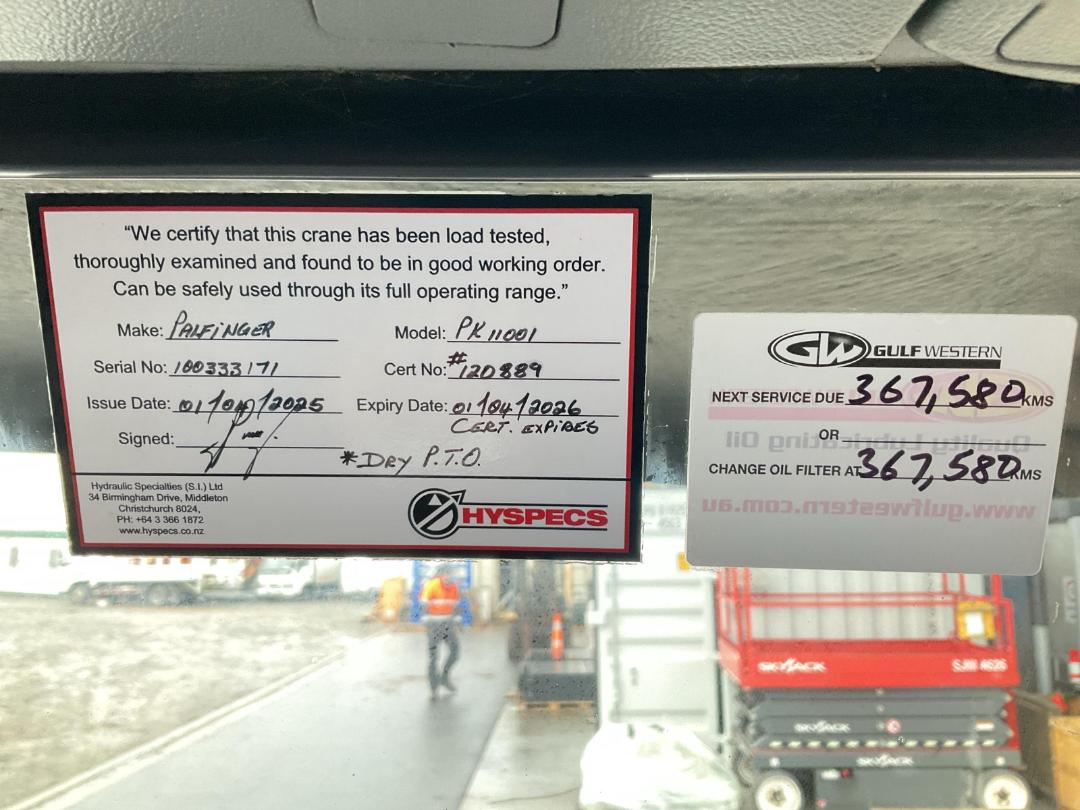 “We certify that this crane has been load tested,
thoroughly examined and found to be in good working order.
Can be safely used through its full operating range.”
Make: PALFINGER
Model: PK 11001
Serial No: 100333171
Cert No: #120889
Issue Date: 01/04/2025
Expiry Date: 01/04/2026
CERT. EXPIRES
Signed:
*DRY P.T.O.
Hydraulic Specialties (S.I.) Ltd
34 Birmingham Drive, Middleton
Christchurch 8024,
PH: +64 3 366 1872
www.hyspecs.co.nz
HYSPECS
GW GULF WESTERN
NEXT SERVICE DUE 367,580 KMS
OR
CHANGE OIL FILTER AT 367,580 KMS
Quality Lubricating Oil
www.gulfwestern.com.au
SKYJACK
SJIII 4626
SKYJACK
SKYJACK